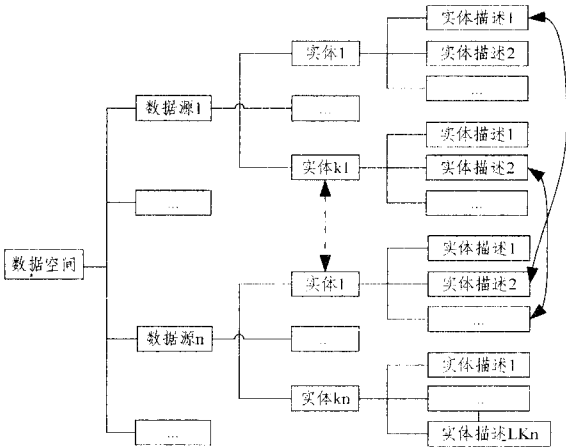 数据空间
数据源1
...
数据源n
...
实体1
...
实体k1
实体1
...
实体kn
实体描述1
实体描述2
...
实体描述1
实体描述2
...
实体描述1
实体描述2
...
实体描述1
...
实体描述LKn